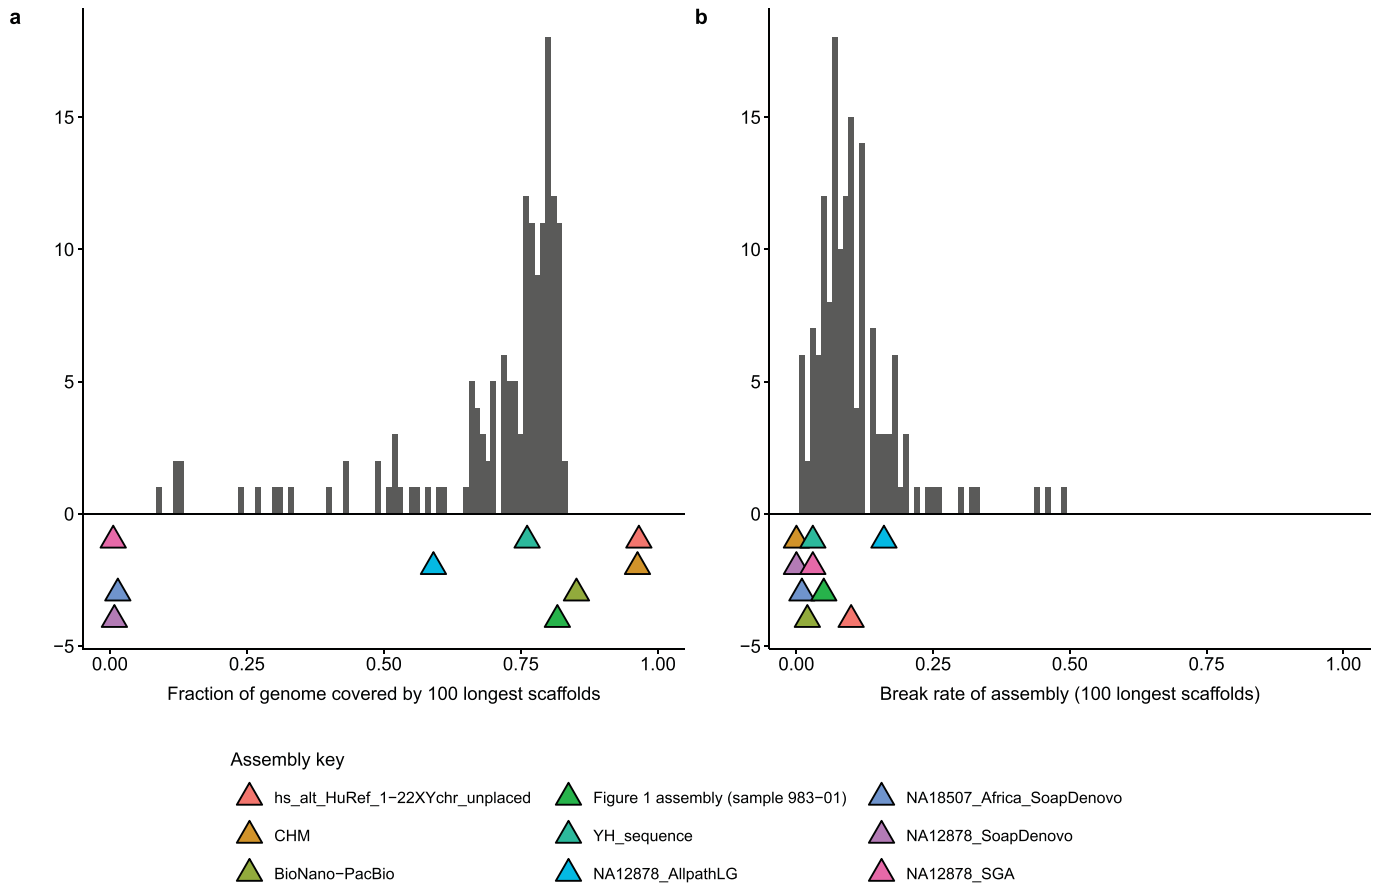 a
b
15
10
5
0
−5
0.00 0.25 0.50 0.75 1.00
Fraction of genome covered by 100 longest scaffolds
15
10
5
0
−5
0.00 0.25 0.50 0.75 1.00
Break rate of assembly (100 longest scaffolds)
Assembly key
hs_alt_HuRef_1−22XYchr_unplaced
CHM
BioNano−PacBio
Figure 1 assembly (sample 983−01)
YH_sequence
NA12878_AllpathLG
NA18507_Africa_SoapDenovo
NA12878_SoapDenovo
NA12878_SGA